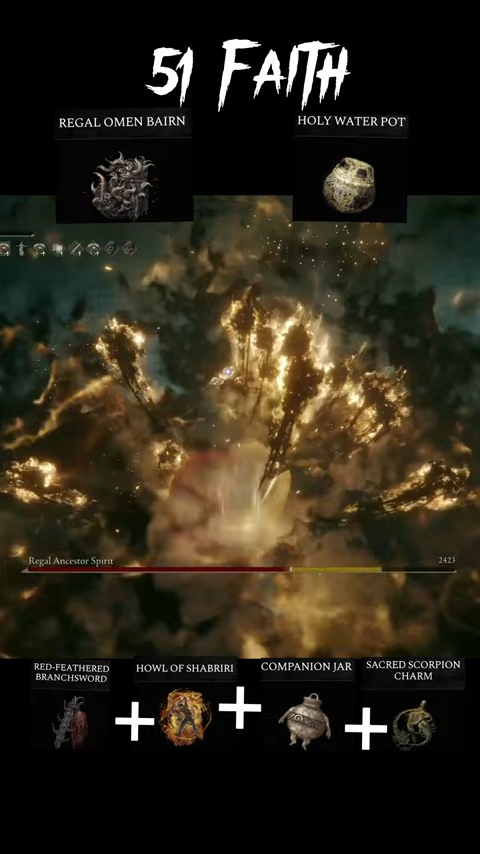 51 FAITH
REGAL OMEN BAIRN
HOLY WATER POT
Regal Ancestor Spirit
2423
RED-FEATHERED
BRANCHSWORD
HOWL OF SHABRIRI
COMPANION JAR
SACRED SCORPION
CHARM